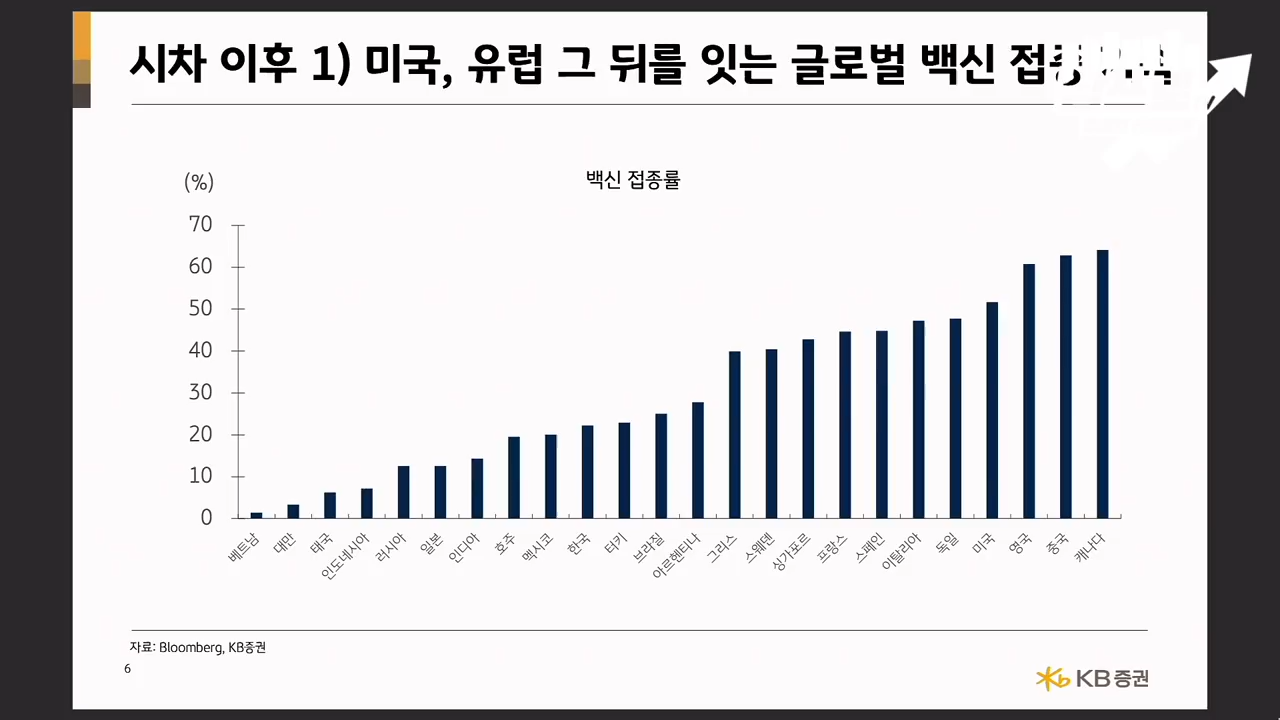 시차 이후 1) 미국, 유럽 그 뒤를 잇는 글로벌 백신 접종
(%)
백신 접종률
70
60
50
40
30
20
10
0
베트남
대만
태국
인도네시아
러시아
일본
인디아
호주
멕시코
한국
터키
브라질
아르헨티나
그리스
스웨덴
싱가포르
프랑스
스페인
이탈리아
독일
미국
영국
중국
캐나다
자료: Bloomberg, KB증권
6
KB증권